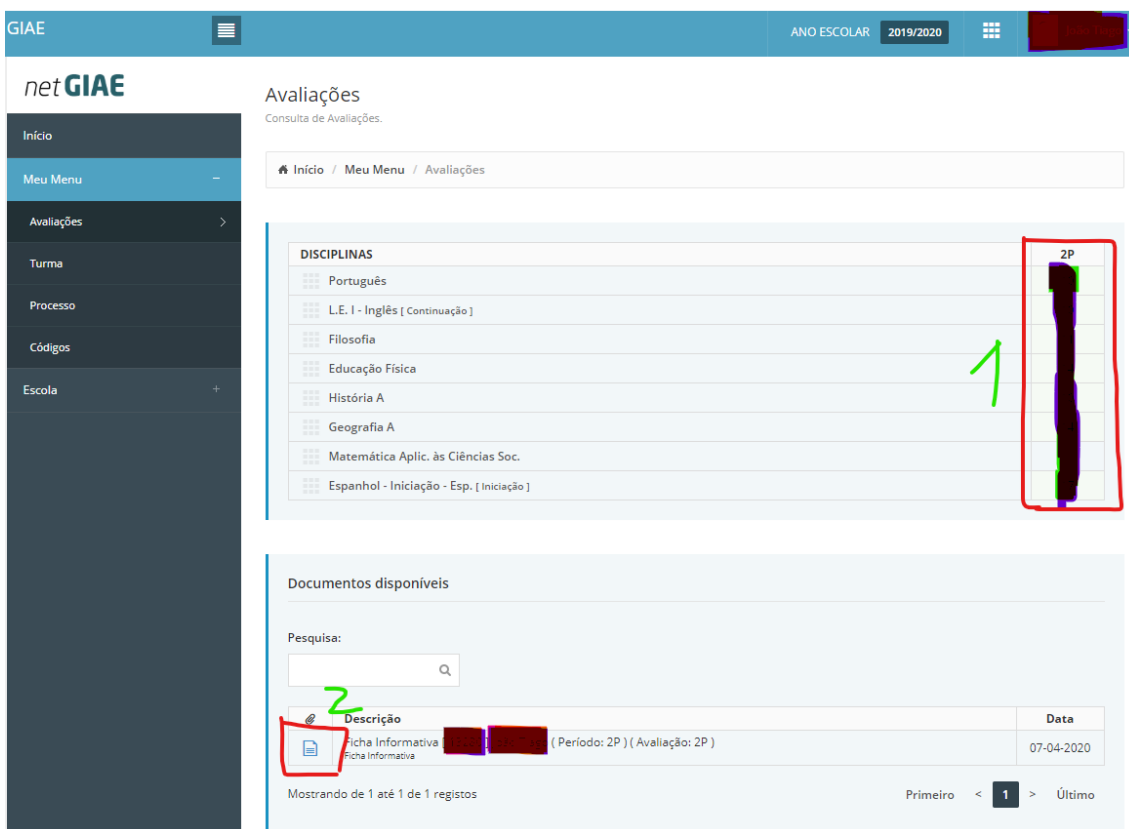 GIAE
ANO ESCOLAR 2019/2020
netGIAE
Início
Meu Menu
Avaliações
Turma
Processo
Códigos
Escola
Avaliações
Consulta de Avaliações.
Início / Meu Menu / Avaliações
DISCIPLINAS 2P
Português
L.E. I - Inglês [ Continuação ]
Filosofia
Educação Física
História A
Geografia A
Matemática Aplic. às Ciências Soc.
Espanhol - Iniciação - Esp. [ Iniciação ]
1
Documentos disponíveis
Pesquisa:
2
Descrição Data
Ficha Informativa [ ] ( Período: 2P ) ( Avaliação: 2P ) 07-04-2020
Ficha Informativa
Mostrando de 1 até 1 de 1 registos Primeiro < 1 > Último